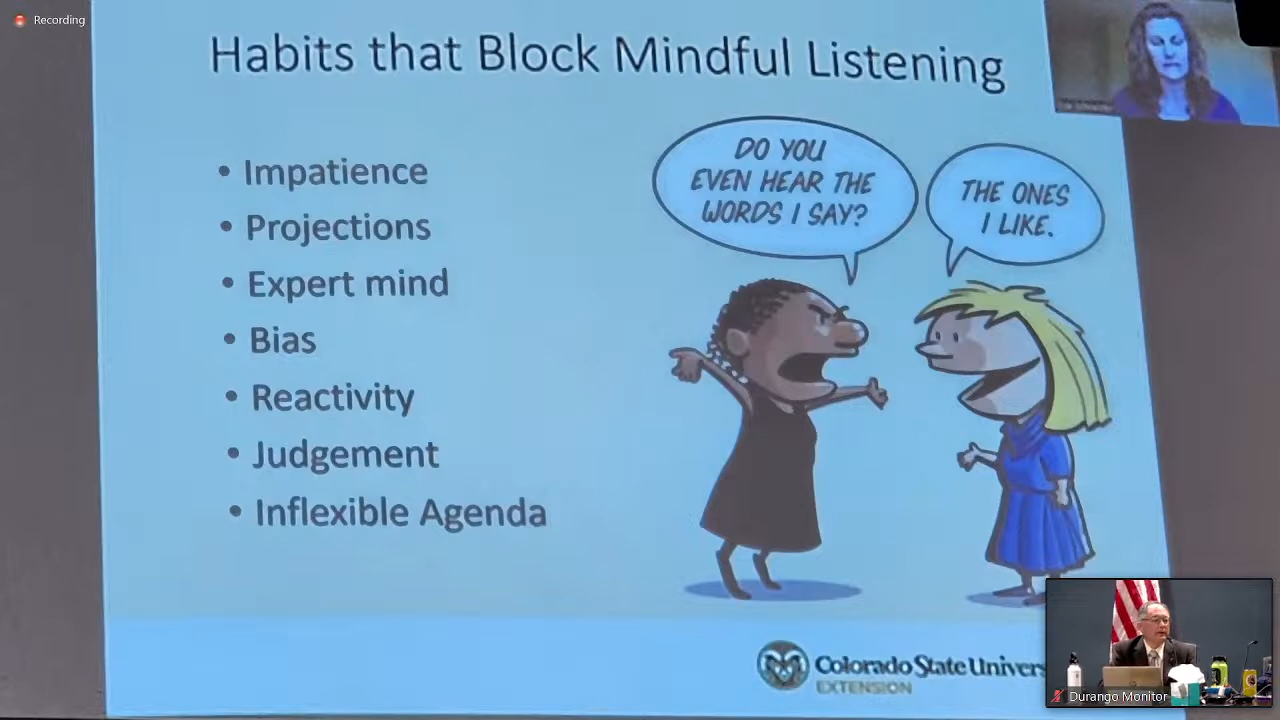 Recording
Habits that Block Mindful Listening
• Impatience
• Projections
• Expert mind
• Bias
• Reactivity
• Judgement
• Inflexible Agenda
DO YOU
EVEN HEAR THE
WORDS I SAY?
THE ONES
I LIKE.
Colorado State Univers
EXTENSION
Durango Monitor